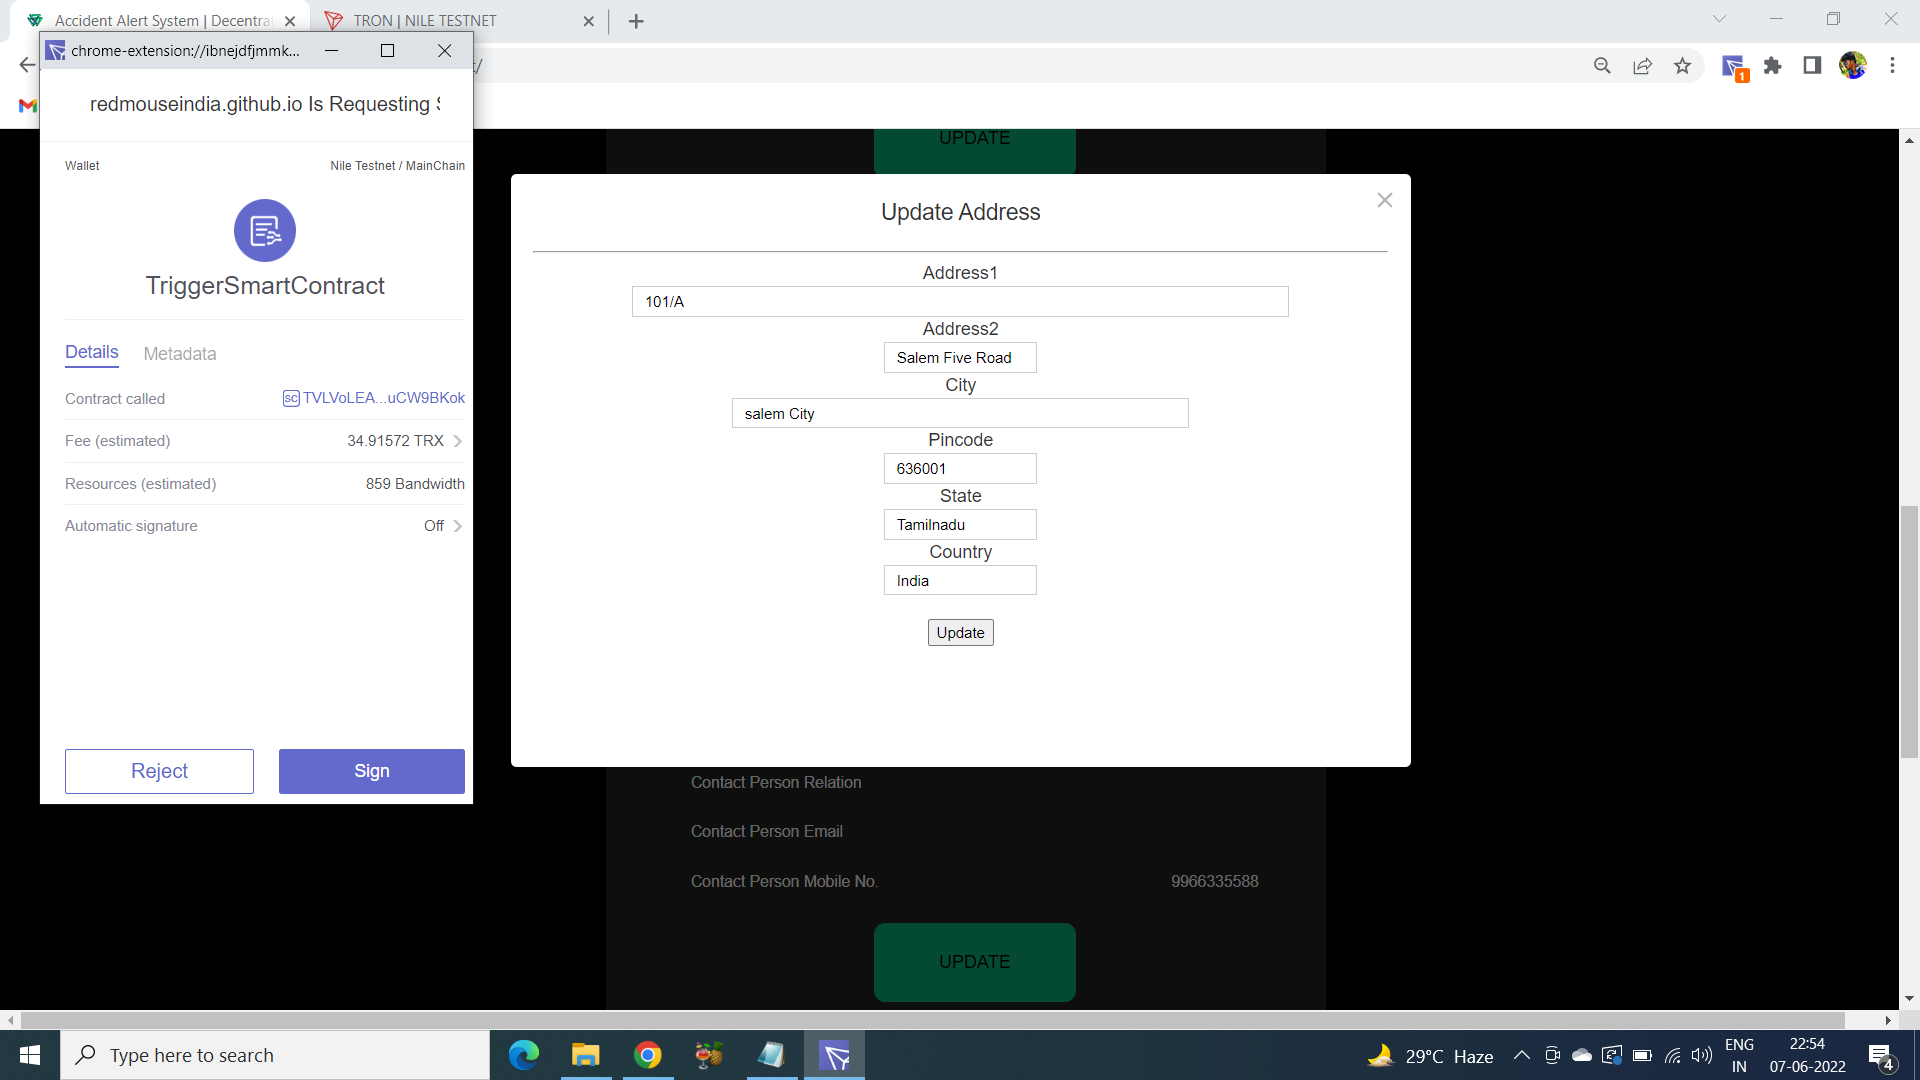 Accident Alert System | Decentra
TRON | NILE TESTNET
chrome-extension://ibnejdfjmmk...
/
1
redmouseindia.github.io Is Requesting
Wallet
Nile Testnet / MainChain
TriggerSmartContract
Details
Metadata
Contract called
SC TVLVoLEA...uCW9BKok
Fee (estimated)
34.91572 TRX
Resources (estimated)
859 Bandwidth
Automatic signature
Off
Reject
Sign
UPDATE
Update Address
Address1
101/A
Address2
Salem Five Road
City
salem City
Pincode
636001
State
Tamilnadu
Country
India
Update
Contact Person Relation
Contact Person Email
Contact Person Mobile No.
9966335588
UPDATE
Type here to search
29°C Haze
ENG
IN
22:54
07-06-2022
4